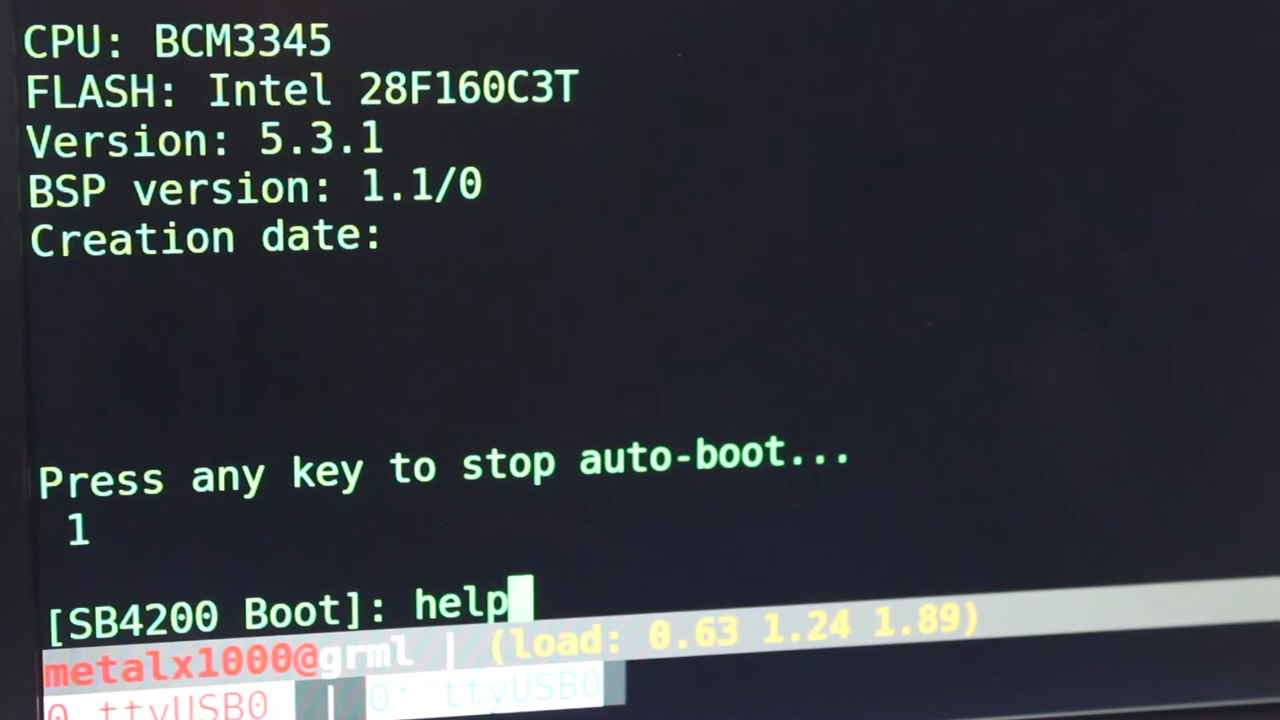 CPU: BCM3345
FLASH: Intel 28F160C3T
Version: 5.3.1
BSP version: 1.1/0
Creation date:
Press any key to stop auto-boot...
1
[SB4200 Boot]: help
metalx1000@grml | (load: 0.63 1.24 1.89)
0 ttyUSB0 | 0* ttyUSB0